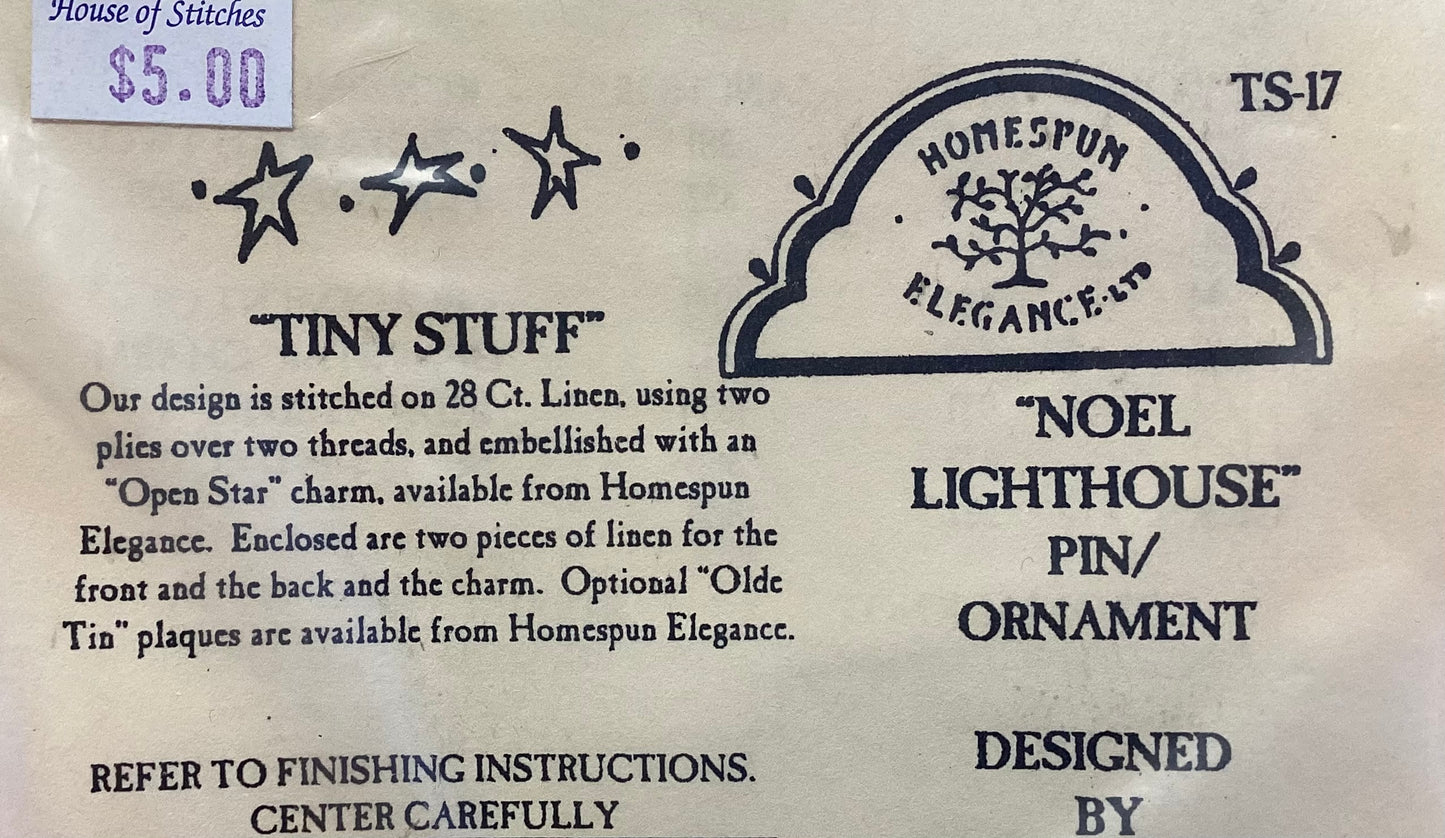 House of Stitches
$5.00
TS-17
HOMESPUN
ELEGANCE·LTD
"TINY STUFF"
Our design is stitched on 28 Ct. Linen, using two
plies over two threads, and embellished with an
"Open Star" charm, available from Homespun
Elegance. Enclosed are two pieces of linen for the
front and the back and the charm. Optional "Olde
Tin" plaques are available from Homespun Elegance.
REFER TO FINISHING INSTRUCTIONS.
CENTER CAREFULLY
"NOEL
LIGHTHOUSE"
PIN/
ORNAMENT
DESIGNED
BY